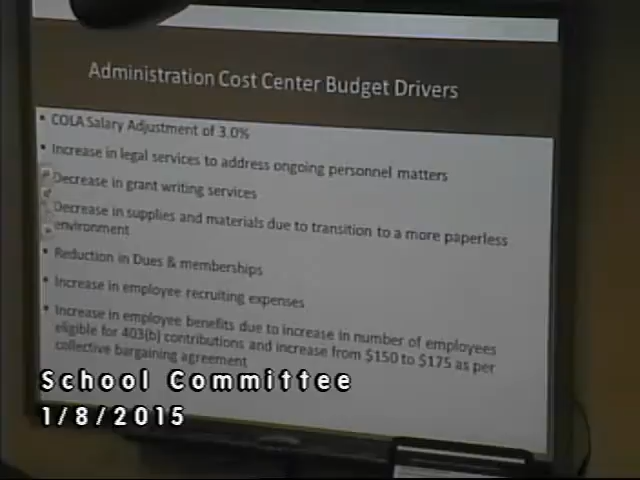 Administration Cost Center Budget Drivers
• COLA Salary Adjustment of 3.0%
• Increase in legal services to address ongoing personnel matters
Decrease in grant writing services
Decrease in supplies and materials due to transition to a more paperless
environment
• Reduction in Dues & memberships
• Increase in employee recruiting expenses
• Increase in employee benefits due to increase in number of employees
eligible for 403(b) contributions and increase from $150 to $175 as per
collective bargaining agreement
School Committee
1/8/2015